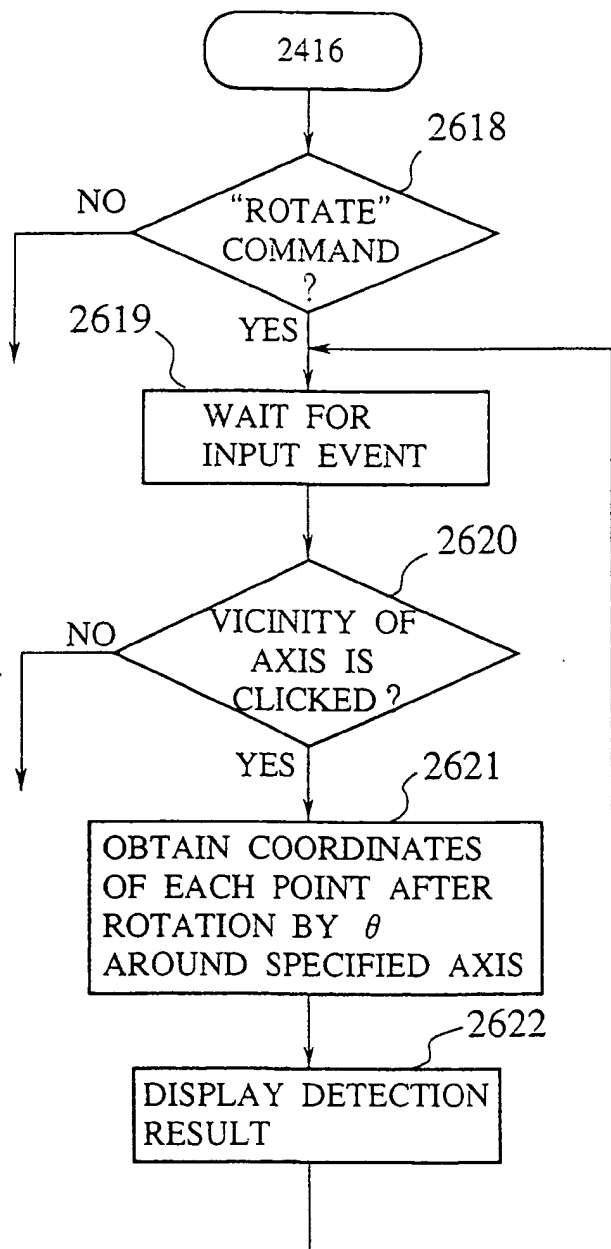 2416
2618
NO
“ROTATE”
COMMAND
?
2619
YES
WAIT FOR
INPUT EVENT
2620
NO
VICINITY OF
AXIS IS
CLICKED?
YES
2621
OBTAIN COORDINATES
OF EACH POINT AFTER
ROTATION BY θ
AROUND SPECIFIED AXIS
2622
DISPLAY DETECTION
RESULT